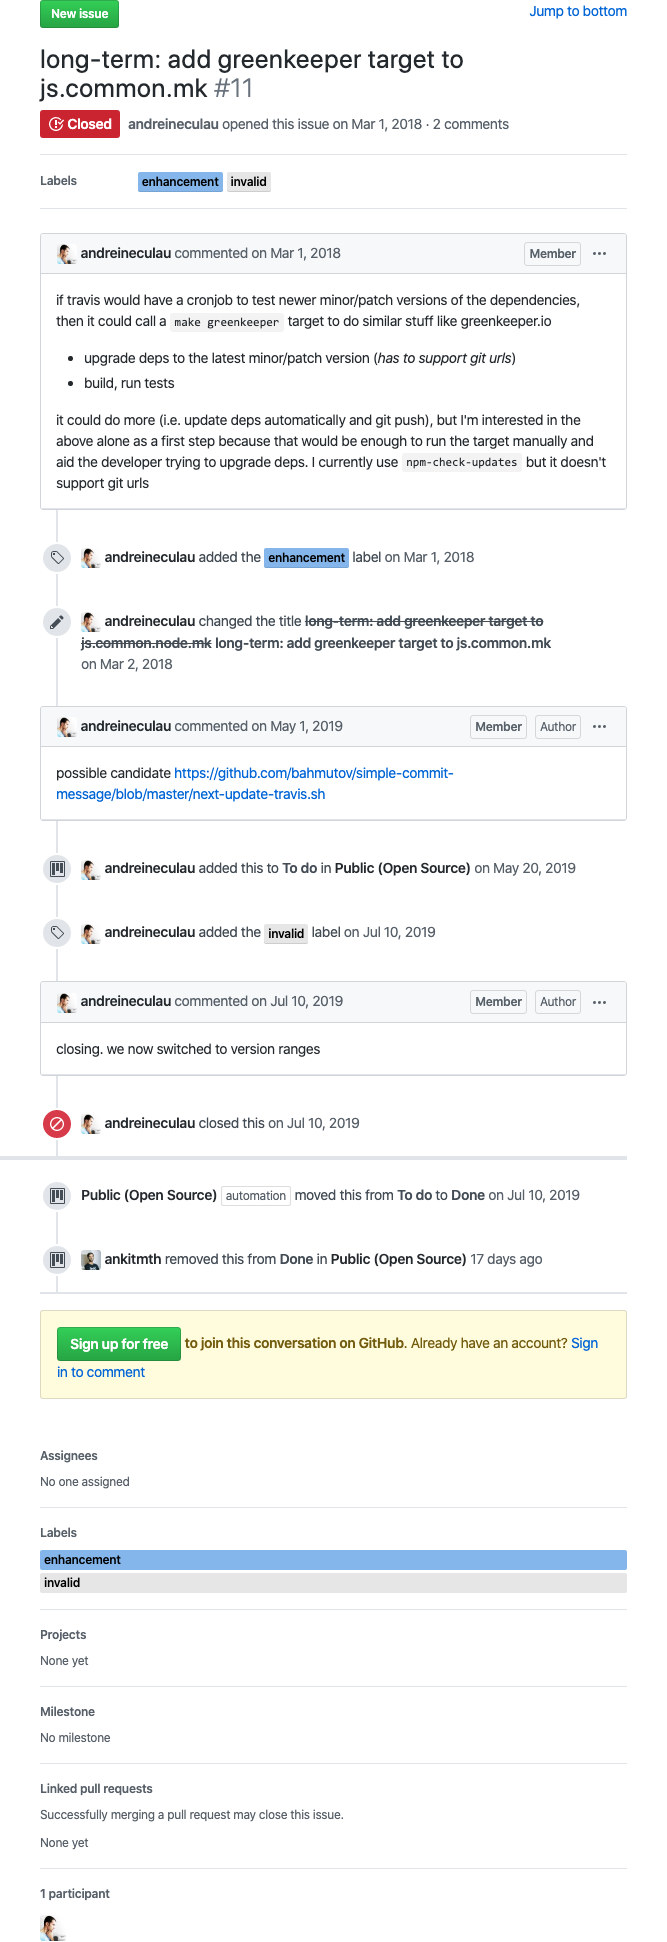 New issue
Jump to bottom
long-term: add greenkeeper target to
js.common.mk #11
Closed andreineculau opened this issue on Mar 1, 2018 · 2 comments
Labels
enhancement invalid
andreineculau commented on Mar 1, 2018
Member ···
if travis would have a cronjob to test newer minor/patch versions of the dependencies,
then it could call a make greenkeeper target to do similar stuff like greenkeeper.io
• upgrade deps to the latest minor/patch version (has to support git urls)
• build, run tests
it could do more (i.e. update deps automatically and git push), but I'm interested in the
above alone as a first step because that would be enough to run the target manually and
aid the developer trying to upgrade deps. I currently use npm-check-updates but it doesn't
support git urls
andreineculau added the enhancement label on Mar 1, 2018
andreineculau changed the title long-term: add greenkeeper target to
js.common.node.mk long-term: add greenkeeper target to js.common.mk
on Mar 2, 2018
andreineculau commented on May 1, 2019
Member Author ···
possible candidate https://github.com/bahmutov/simple-commit-
message/blob/master/next-update-travis.sh
andreineculau added this to To do in Public (Open Source) on May 20, 2019
andreineculau added the invalid label on Jul 10, 2019
andreineculau commented on Jul 10, 2019
Member Author ···
closing. we now switched to version ranges
andreineculau closed this on Jul 10, 2019
Public (Open Source) automation moved this from To do to Done on Jul 10, 2019
ankitmth removed this from Done in Public (Open Source) 17 days ago
Sign up for free to join this conversation on GitHub. Already have an account? Sign
in to comment
Assignees
No one assigned
Labels
enhancement
invalid
Projects
None yet
Milestone
No milestone
Linked pull requests
Successfully merging a pull request may close this issue.
None yet
1 participant